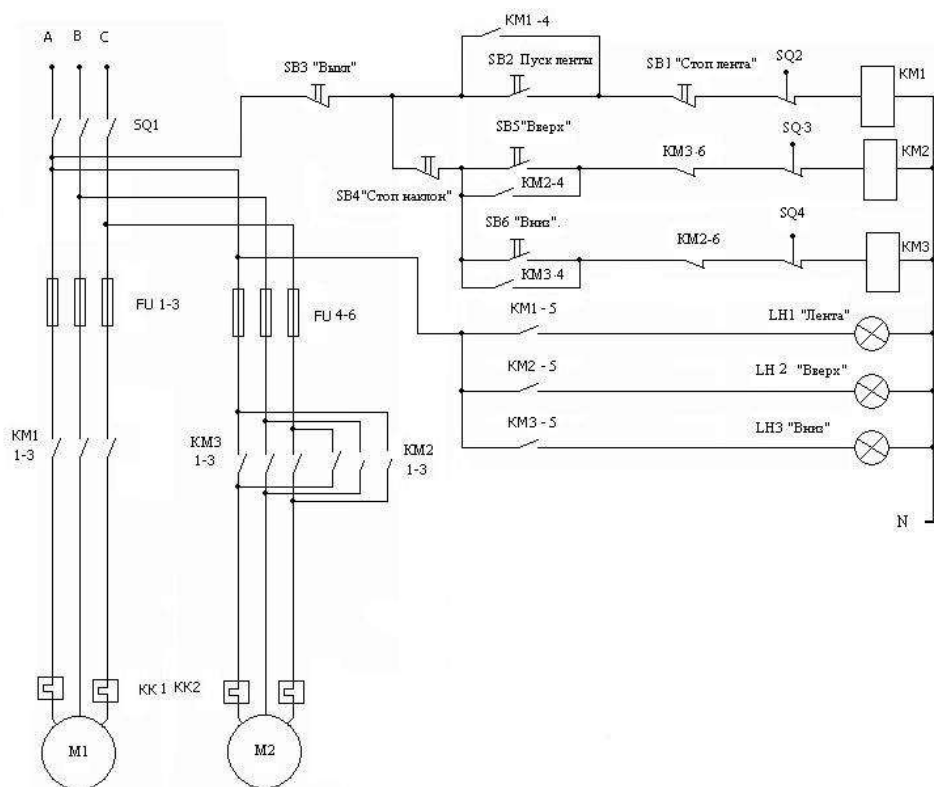 KM1 -4
A B C
SB3 "Выкл"
SB2 Пуск ленты
SB1 "Стоп лента"
SQ2
KM1
SQ1
SB5"Вверх"
KM3-6
SQ-3
KM2
SB4"Стоп наклон"
KM2-4
SB6 "Вниз".
KM2-6
SQ4
KM3
KM3-4
FU 1-3
FU 4-6
KM1 - 5
LH1 "Лента"
KM2 - 5
LH 2 "Вверх"
KM3 - 5
LH3 "Вниз"
KM1
1-3
KM3
1-3
KM2
1-3
N
KK 1 KK2
M1
M2